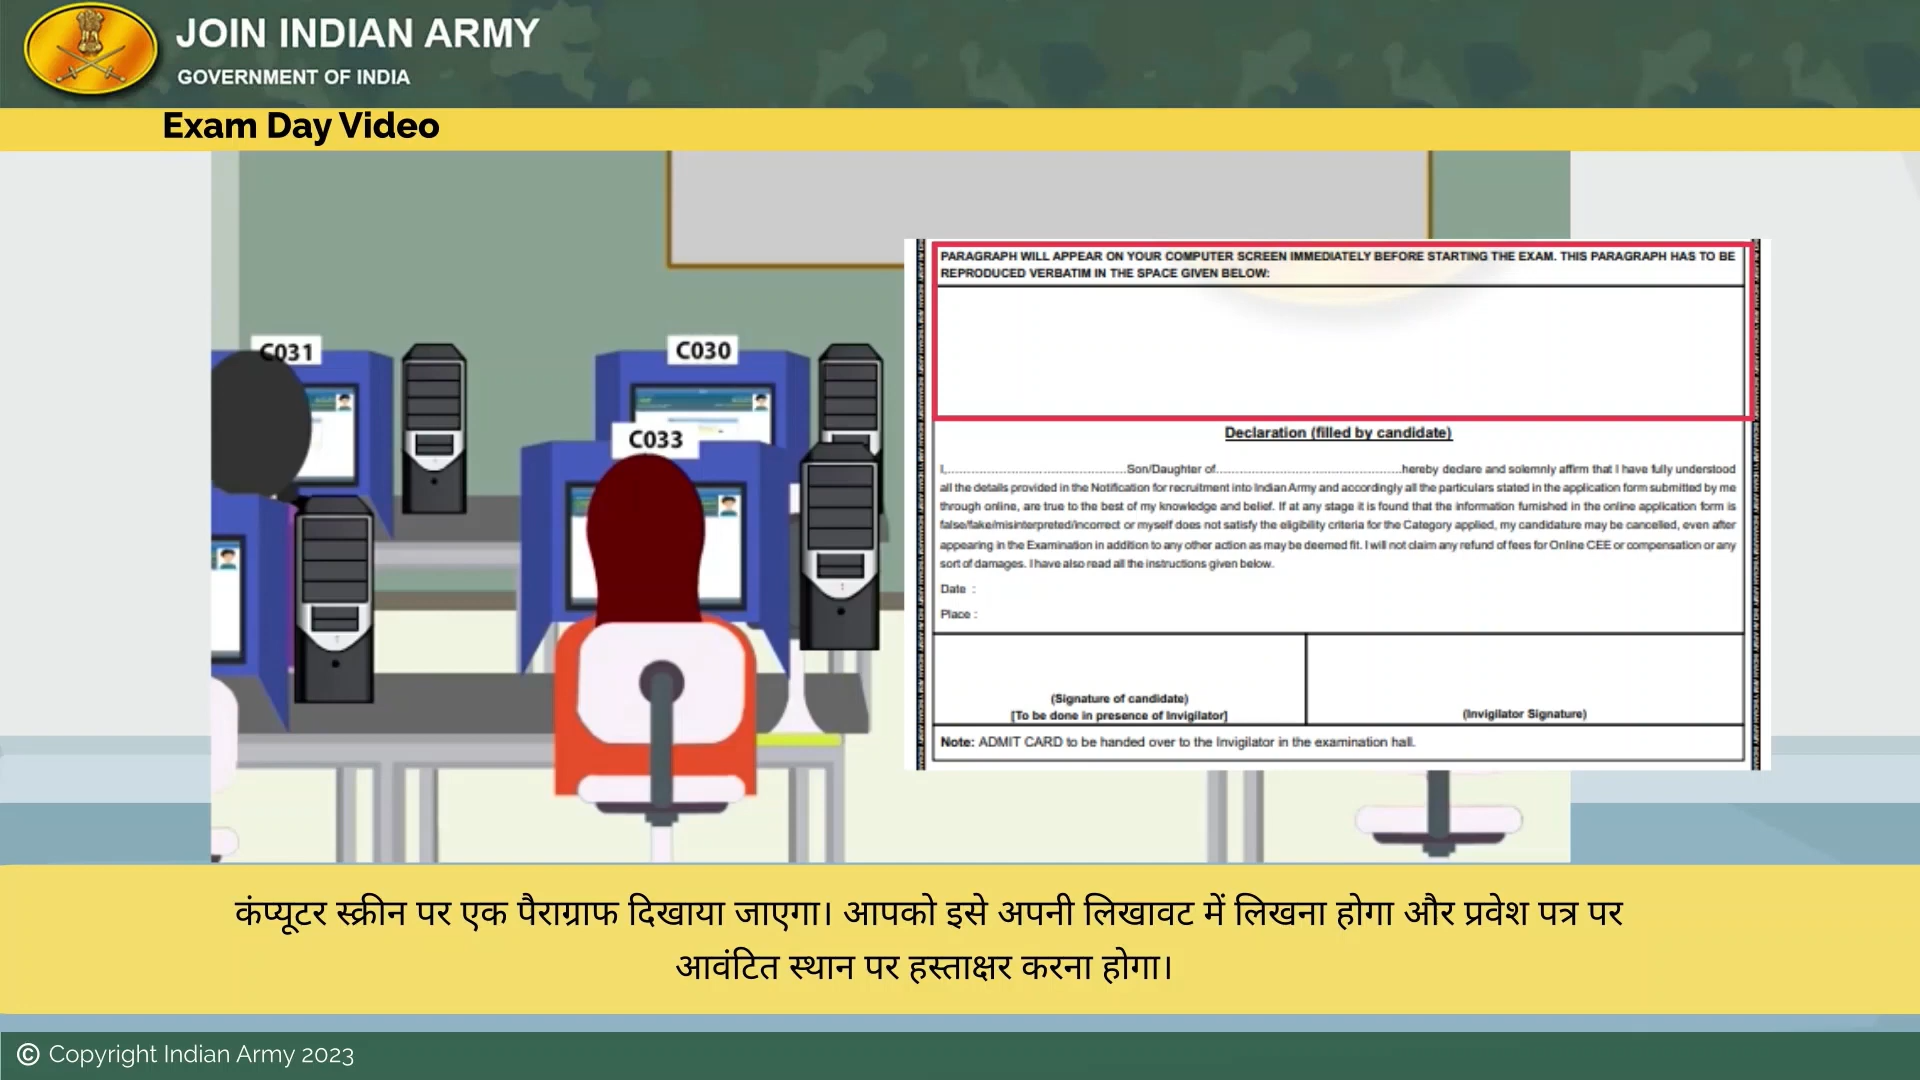 JOIN INDIAN ARMY
GOVERNMENT OF INDIA
Exam Day Video
C031
C030
C033
PARAGRAPH WILL APPEAR ON YOUR COMPUTER SCREEN IMMEDIATELY BEFORE STARTING THE EXAM. THIS PARAGRAPH HAS TO BE
REPRODUCED VERBATIM IN THE SPACE GIVEN BELOW:
Declaration (filled by candidate)
I,.............................................Son/Daughter of..............................................hereby declare and solemnly affirm that I have fully understood
all the details provided in the Notification for recruitment into Indian Army and accordingly all the particulars stated in the application form submitted by me
through online, are true to the best of my knowledge and belief. If at any stage it is found that the information furnished in the online application form is
false/fake/misinterpreted/incorrect or myself does not satisfy the eligibility criteria for the Category applied, my candidature may be cancelled, even after
appearing in the Examination in addition to any other action as may be deemed fit. I will not claim any refund of fees for Online CEE or compensation or any
sort of damages. I have also read all the instructions given below.
Date :
Place :
(Signature of candidate)
[To be done in presence of Invigilator]
(Invigilator Signature)
Note: ADMIT CARD to be handed over to the Invigilator in the examination hall.
कंप्यूटर स्क्रीन पर एक पैराग्राफ दिखाया जाएगा। आपको इसे अपनी लिखावट में लिखना होगा और प्रवेश पत्र पर
आवंटित स्थान पर हस्ताक्षर करना होगा।
© Copyright Indian Army 2023